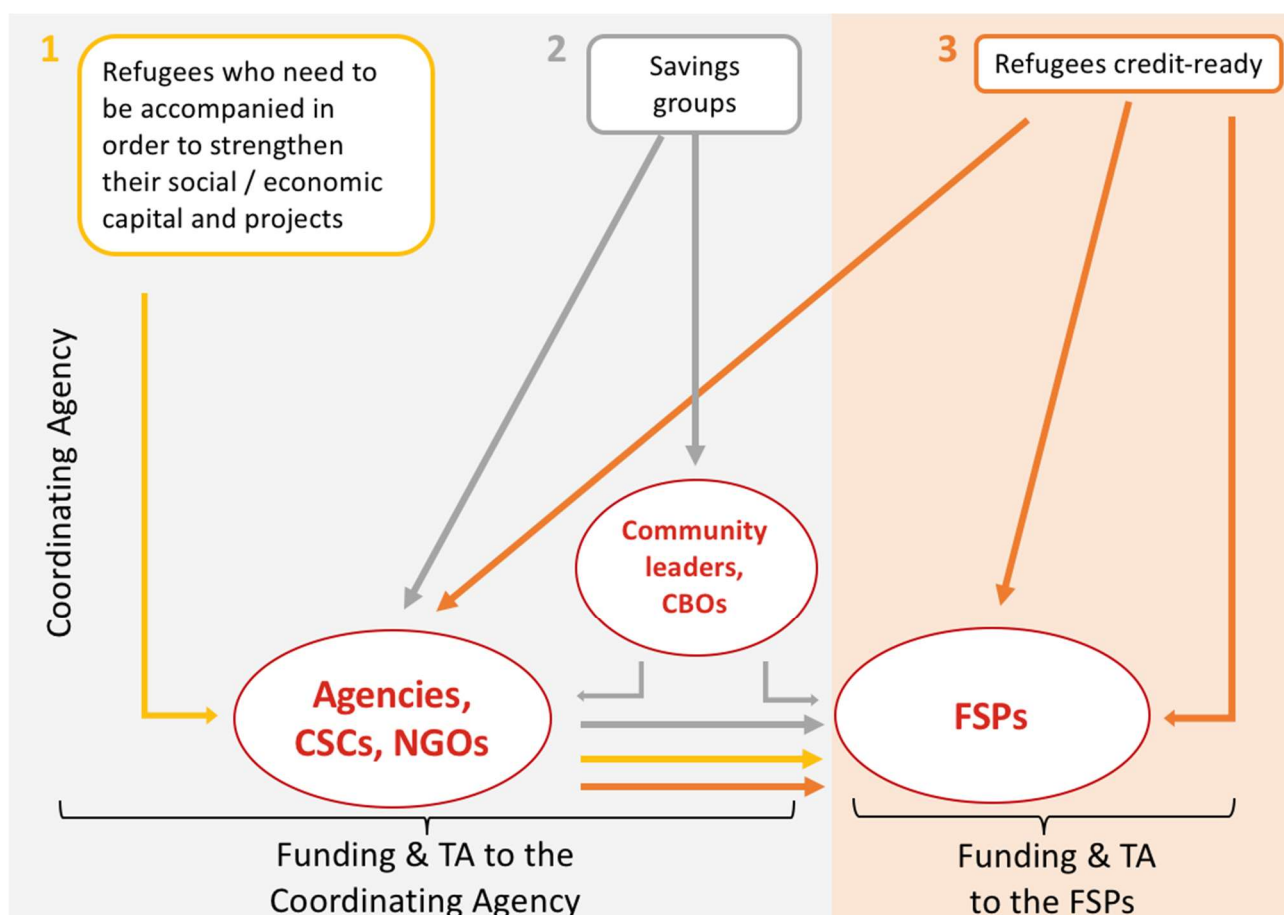 1
Refugees who need to
be accompanied in
order to strengthen
their social / economic
capital and projects
2
Savings
groups
3
Refugees credit-ready
Coordinating Agency
Community
leaders,
CBOs
Agencies,
CSCs, NGOs
FSPs
Funding & TA to the
Coordinating Agency
Funding & TA
to the FSPs